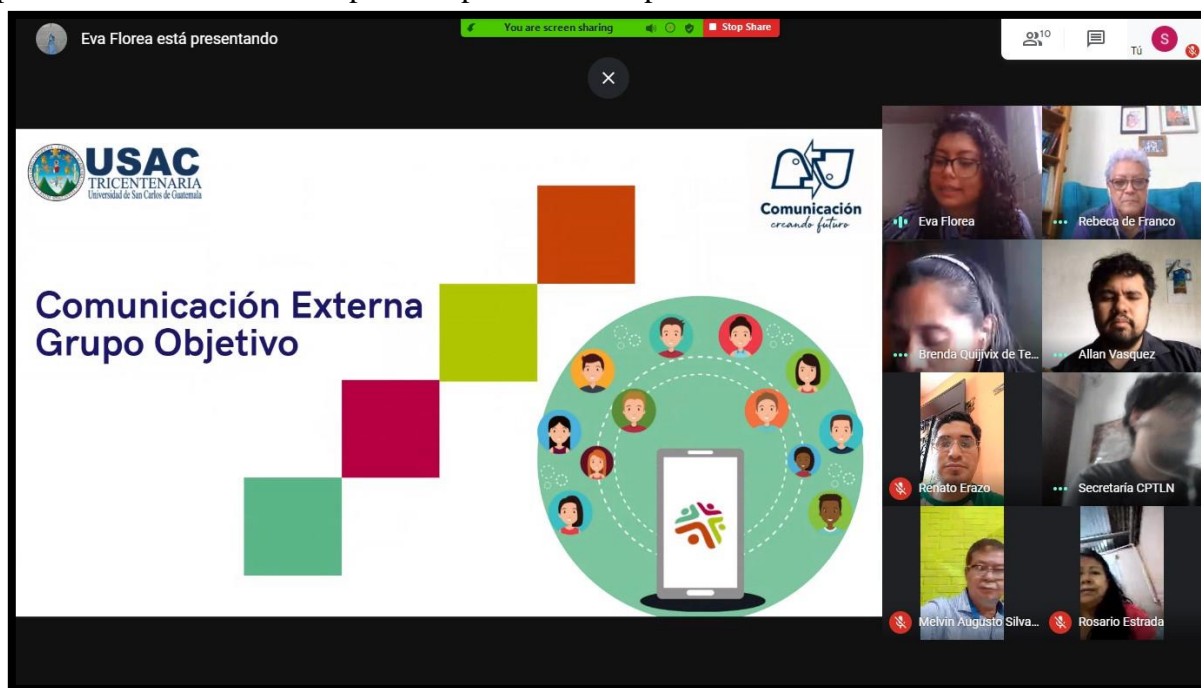 Eva Florea está presentando
You are screen sharing
Stop Share
10
Tú
S
USAC
TRICENTENARIA
Universidad de San Carlos de Guatemala
Comunicación
creando futuro
Comunicación Externa
Grupo Objetivo
Eva Florea
Rebeca de Franco
Brenda Quijivix de Te...
Allan Vasquez
Renato Erazo
Secretaría CPTLN
Melvin Augusto Silva...
Rosario Estrada